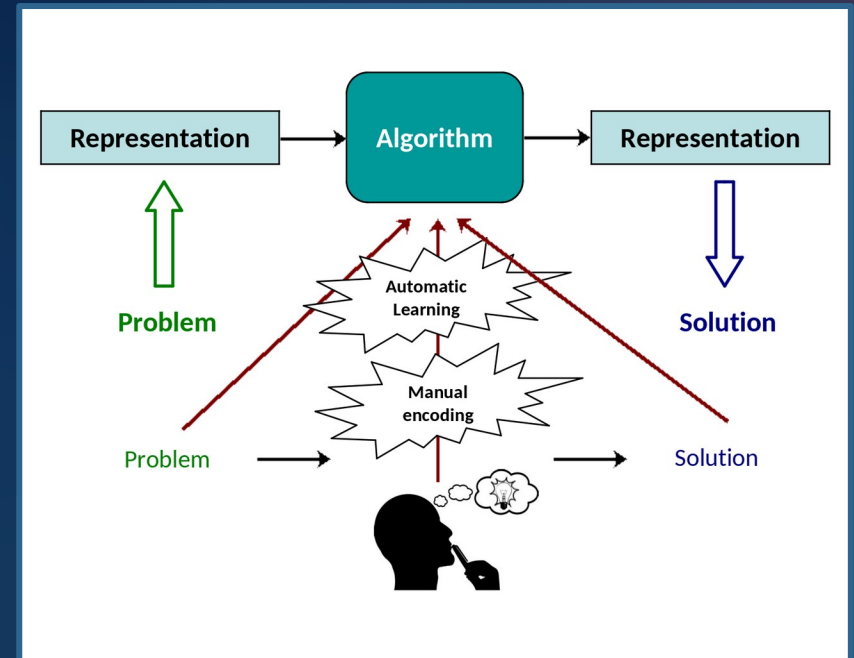 Representation
Algorithm
Representation
Automatic
Learning
Problem
Solution
Manual
encoding
Problem
Solution